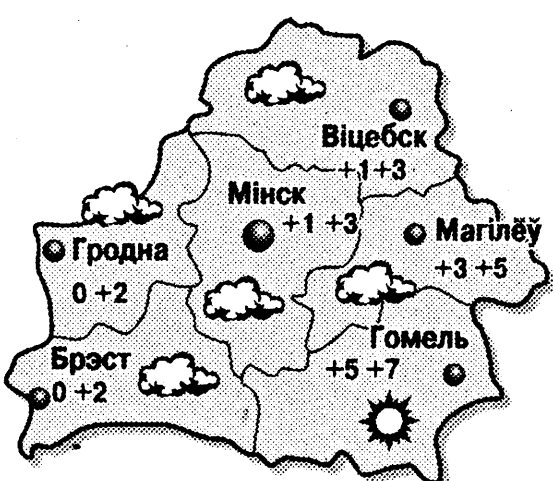 Віцебск
+1+3
Мінск
+1 +3
Магілёў
+3 +5
Гродна
0 +2
Гомель
+5 +7
Брэст
0 +2